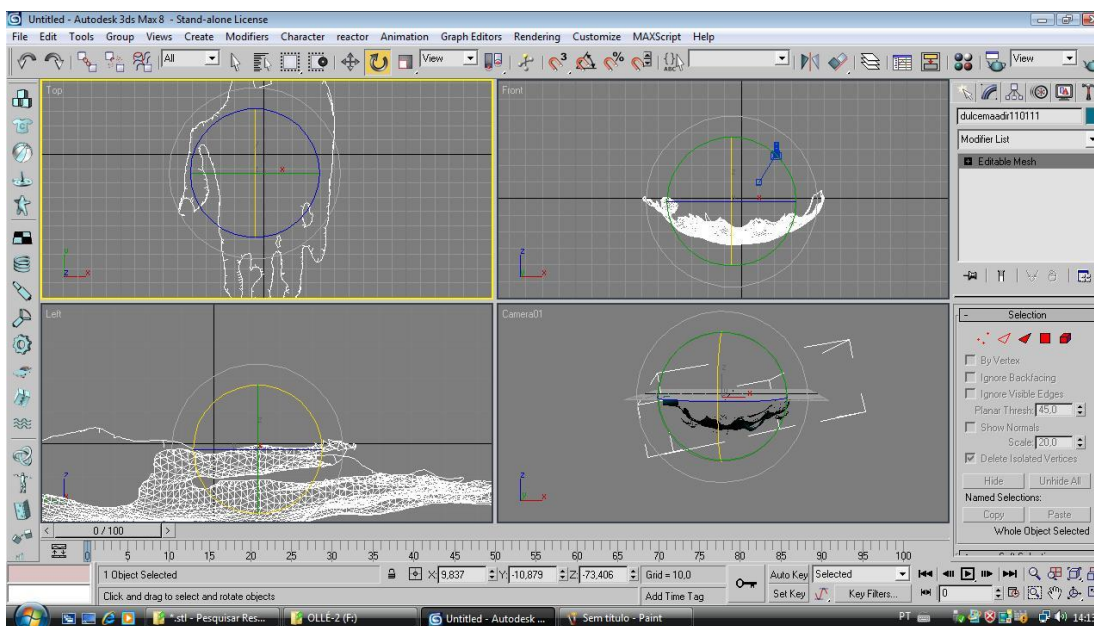 Untitled - Autodesk 3ds Max 8 - Stand-alone License
File Edit Tools Group Views Create Modifiers Character reactor Animation Graph Editors Rendering Customize MAXScript Help
All View ABC View
Top Front
dulcemaadir110111
Modifier List
Editable Mesh
x
z
y
z x z x
Left Camera01
Selection
By Vertex
Ignore Backfacing
Ignore Visible Edges
Planar Thresh: 45,0
Show Normals
Scale: 20,0
Delete Isolated Vertices
Hide Unhide All
Named Selections:
Copy Paste
Whole Object Selected
0 / 100
0 5 10 15 20 25 30 35 40 45 50 55 60 65 70 75 80 85 90 95 100
1 Object Selected X: 9,837 Y: -10,879 Z: -73,406 Grid = 10,0 Auto Key Selected
Click and drag to select and rotate objects Add Time Tag Set Key Key Filters... 0
*.stl - Pesquisar Res... OLLÉ-2 (F:) Untitled - Autodesk ... Sem título - Paint PT